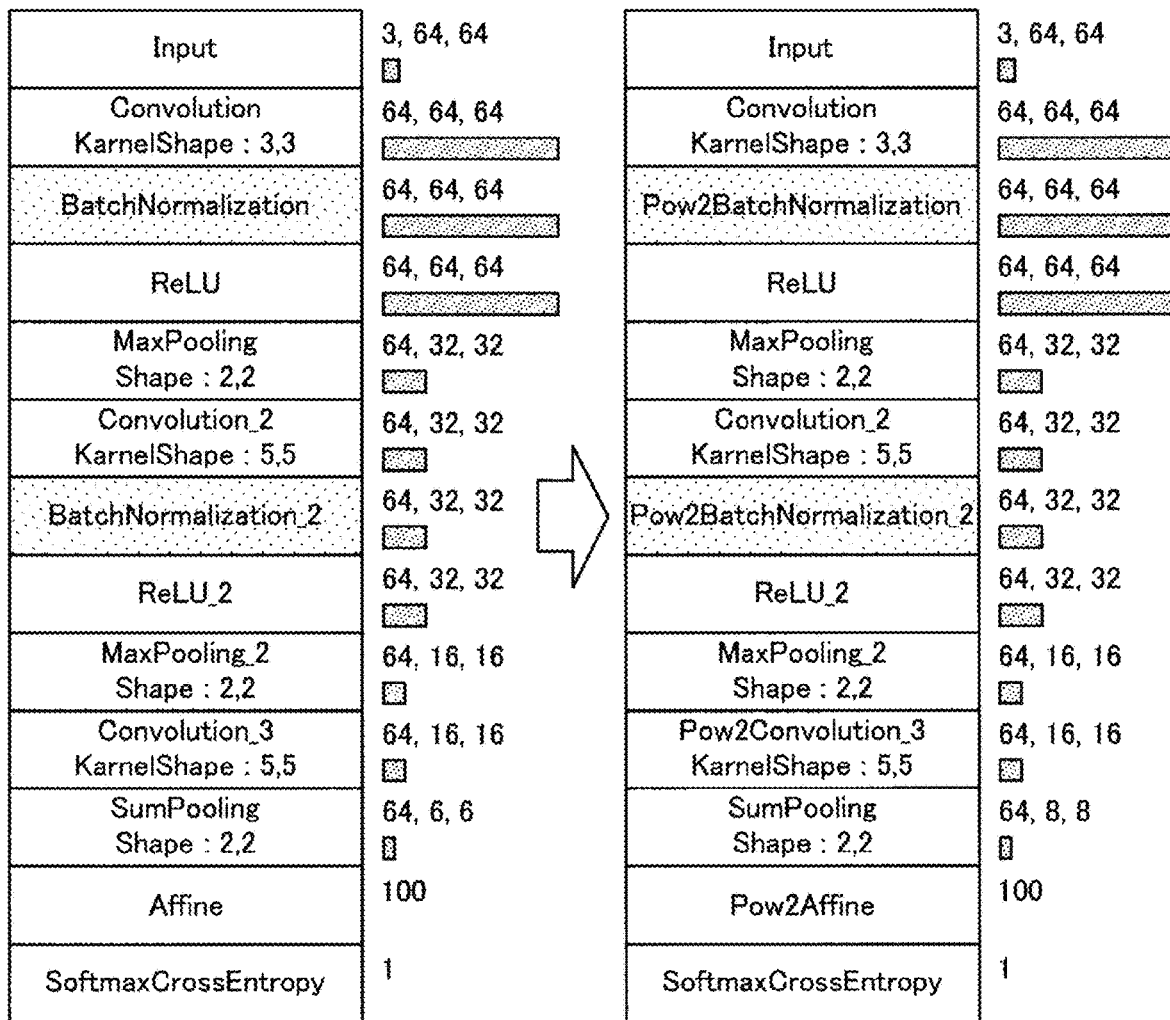 Input
3, 64, 64
Convolution
KarnelShape : 3,3
64, 64, 64
BatchNormalization
64, 64, 64
ReLU
64, 64, 64
MaxPooling
Shape : 2,2
64, 32, 32
Convolution_2
KarnelShape : 5,5
64, 32, 32
BatchNormalization_2
64, 32, 32
ReLU_2
64, 32, 32
MaxPooling_2
Shape : 2,2
64, 16, 16
Convolution_3
KarnelShape : 5,5
64, 16, 16
SumPooling
Shape : 2,2
64, 6, 6
Affine
100
SoftmaxCrossEntropy
1
Input
3, 64, 64
Convolution
KarnelShape : 3,3
64, 64, 64
Pow2BatchNormalization
64, 64, 64
ReLU
64, 64, 64
MaxPooling
Shape : 2,2
64, 32, 32
Convolution_2
KarnelShape : 5,5
64, 32, 32
Pow2BatchNormalization_2
64, 32, 32
ReLU_2
64, 32, 32
MaxPooling_2
Shape : 2,2
64, 16, 16
Pow2Convolution_3
KarnelShape : 5,5
64, 16, 16
SumPooling
Shape : 2,2
64, 8, 8
Pow2Affine
100
SoftmaxCrossEntropy
1